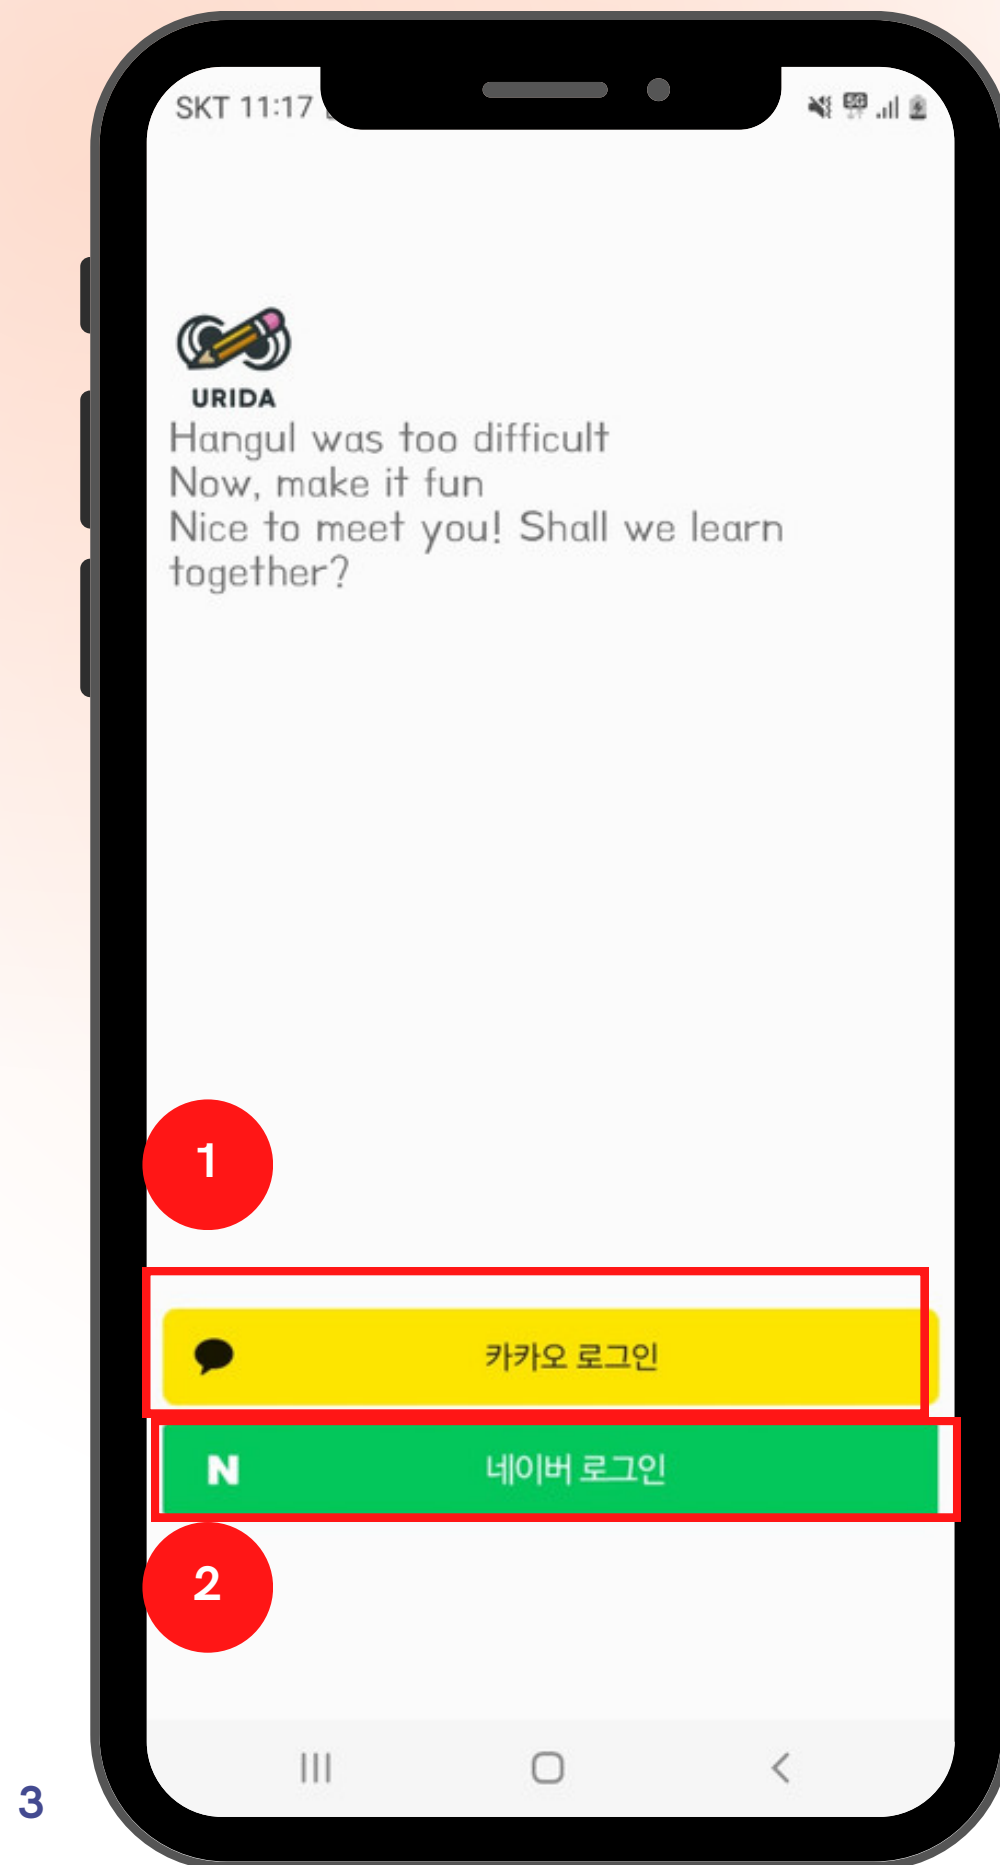 SKT 11:17
5G
URIDA
Hangul was too difficult
Now, make it fun
Nice to meet you! Shall we learn
together?
1
카카오 로그인
N 네이버 로그인
2
3